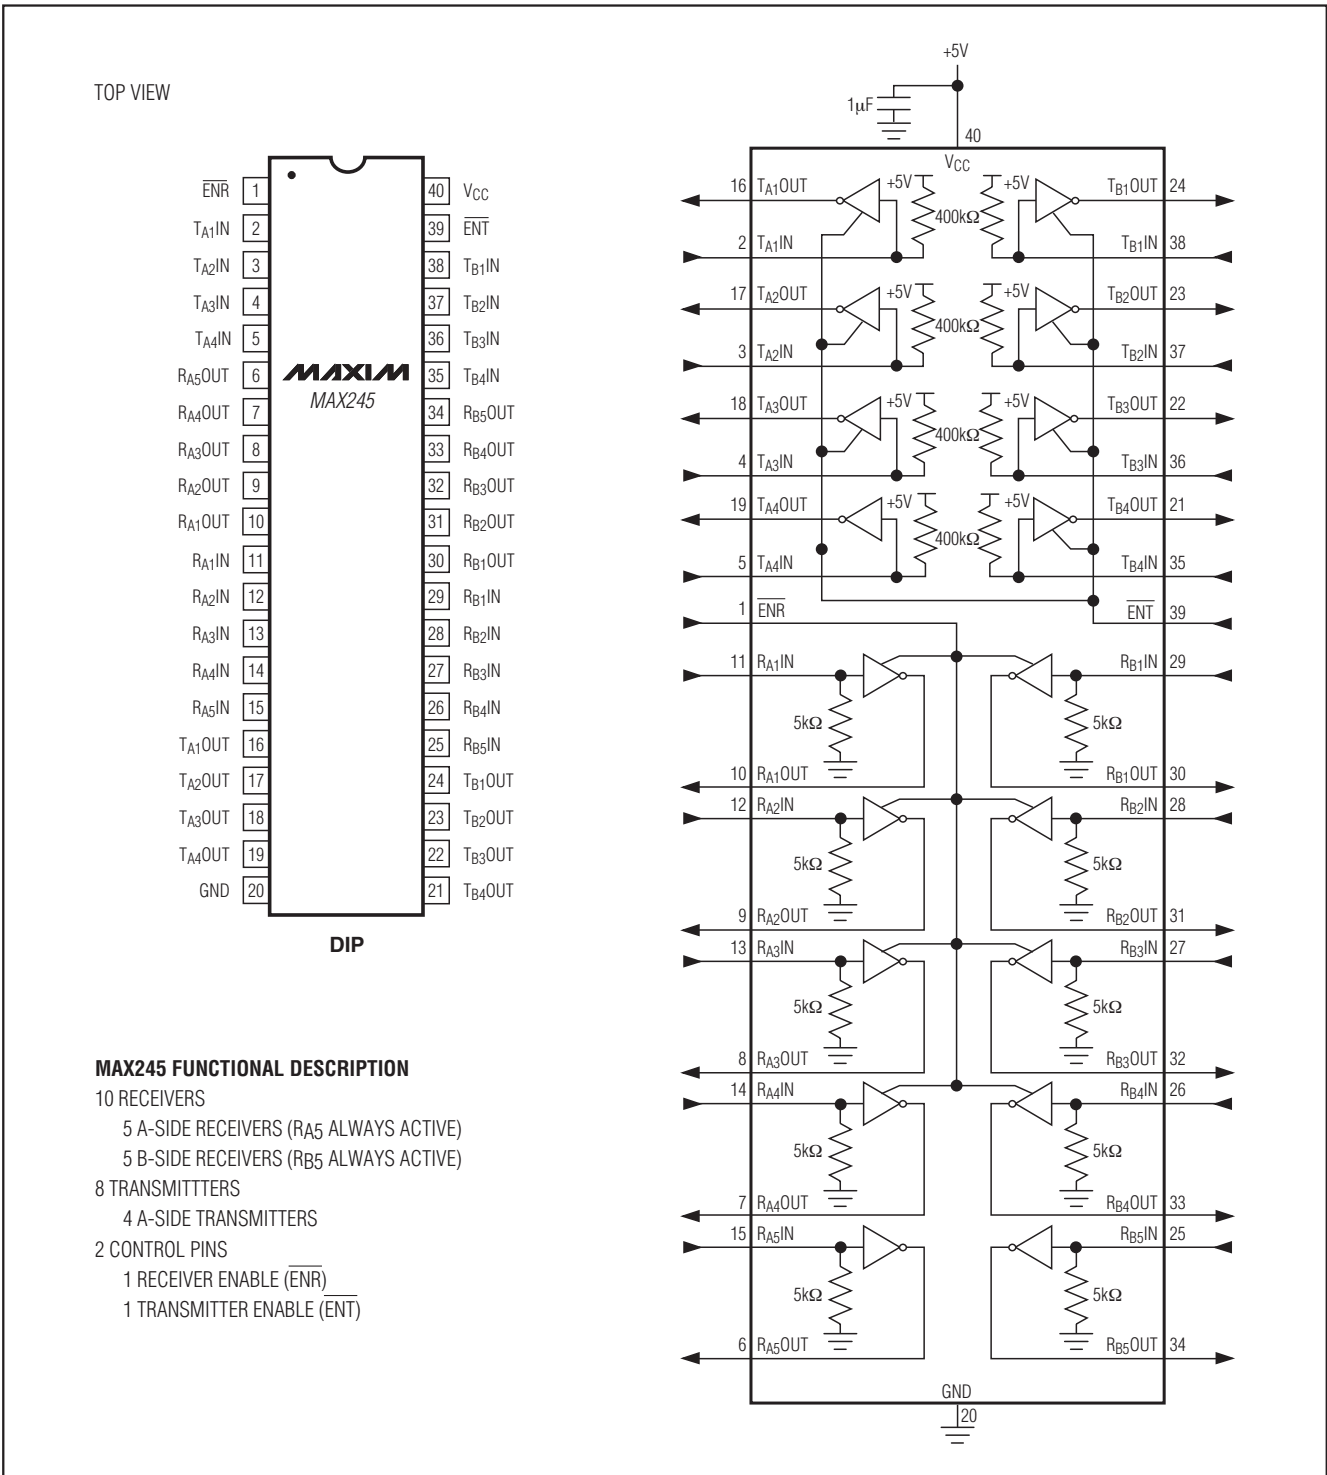 TOP VIEW
ENR 1
TA1IN 2
TA2IN 3
TA3IN 4
TA4IN 5
RA5OUT 6
RA4OUT 7
RA3OUT 8
RA2OUT 9
RA1OUT 10
RA1IN 11
RA2IN 12
RA3IN 13
RA4IN 14
RA5IN 15
TA1OUT 16
TA2OUT 17
TA3OUT 18
TA4OUT 19
GND 20
MAXIM
MAX245
40 VCC
39 ENT
38 TB1IN
37 TB2IN
36 TB3IN
35 TB4IN
34 RB5OUT
33 RB4OUT
32 RB3OUT
31 RB2OUT
30 RB1OUT
29 RB1IN
28 RB2IN
27 RB3IN
26 RB4IN
25 RB5IN
24 TB1OUT
23 TB2OUT
22 TB3OUT
21 TB4OUT
DIP
MAX245 FUNCTIONAL DESCRIPTION
10 RECEIVERS
5 A-SIDE RECEIVERS (RA5 ALWAYS ACTIVE)
5 B-SIDE RECEIVERS (RB5 ALWAYS ACTIVE)
8 TRANSMITTTERS
4 A-SIDE TRANSMITTERS
2 CONTROL PINS
1 RECEIVER ENABLE (ENR)
1 TRANSMITTER ENABLE (ENT)
+5V
1µF
40
VCC
16 TA1OUT +5V +5V TB1OUT 24
400kΩ
2 TA1IN TB1IN 38
17 TA2OUT +5V +5V TB2OUT 23
400kΩ
3 TA2IN TB2IN 37
18 TA3OUT +5V +5V TB3OUT 22
400kΩ
4 TA3IN TB3IN 36
19 TA4OUT +5V +5V TB4OUT 21
400kΩ
5 TA4IN TB4IN 35
1 ENR ENT 39
11 RA1IN RB1IN 29
5kΩ 5kΩ
10 RA1OUT RB1OUT 30
12 RA2IN RB2IN 28
5kΩ 5kΩ
9 RA2OUT RB2OUT 31
13 RA3IN RB3IN 27
5kΩ 5kΩ
8 RA3OUT RB3OUT 32
14 RA4IN RB4IN 26
5kΩ 5kΩ
7 RA4OUT RB4OUT 33
15 RA5IN RB5IN 25
5kΩ 5kΩ
6 RA5OUT RB5OUT 34
GND
20